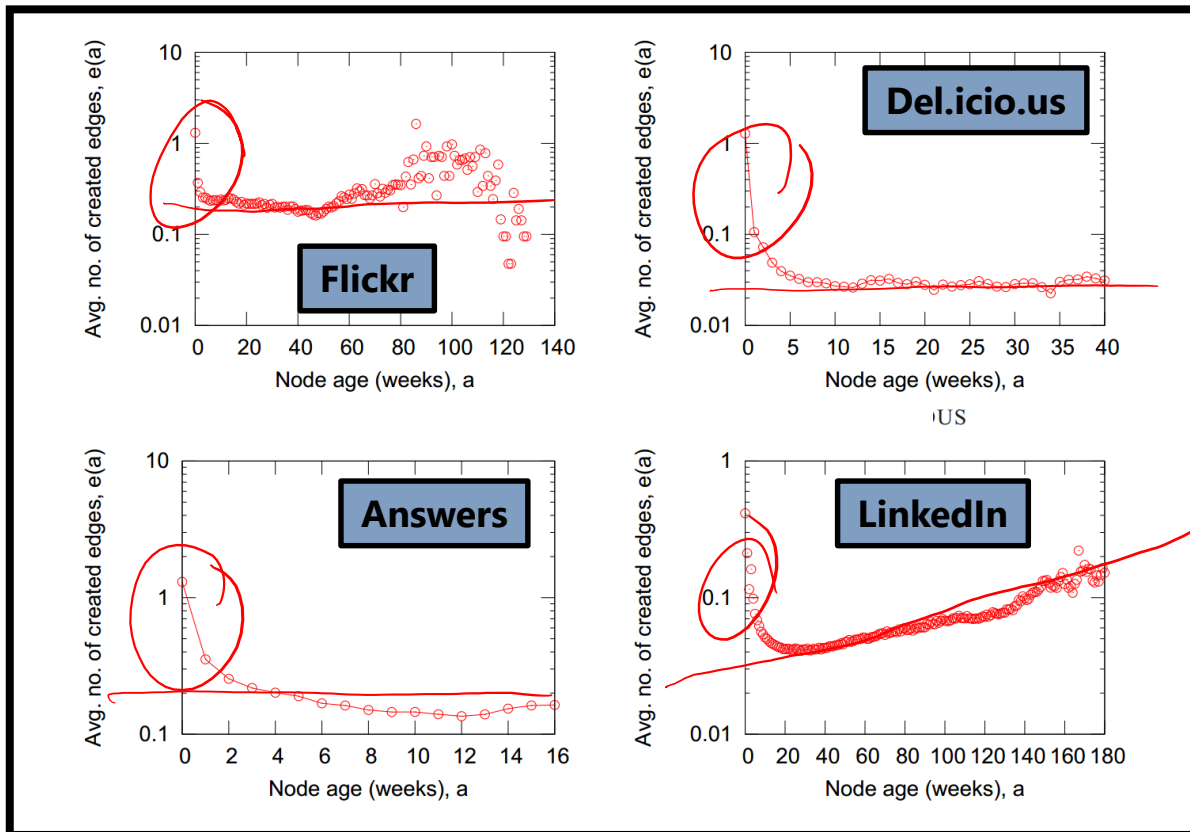 Avg. no. of created edges, e(a)
10
1
0.1
0.01
Flickr
0 20 40 60 80 100 120 140
Node age (weeks), a
Avg. no. of created edges, e(a)
10
1
0.1
0.01
Del.icio.us
0 5 10 15 20 25 30 35 40
Node age (weeks), a
OUS
Avg. no. of created edges, e(a)
10
1
0.1
Answers
0 2 4 6 8 10 12 14 16
Node age (weeks), a
Avg. no. of created edges, e(a)
1
0.1
0.01
LinkedIn
0 20 40 60 80 100 120 140 160 180
Node age (weeks), a